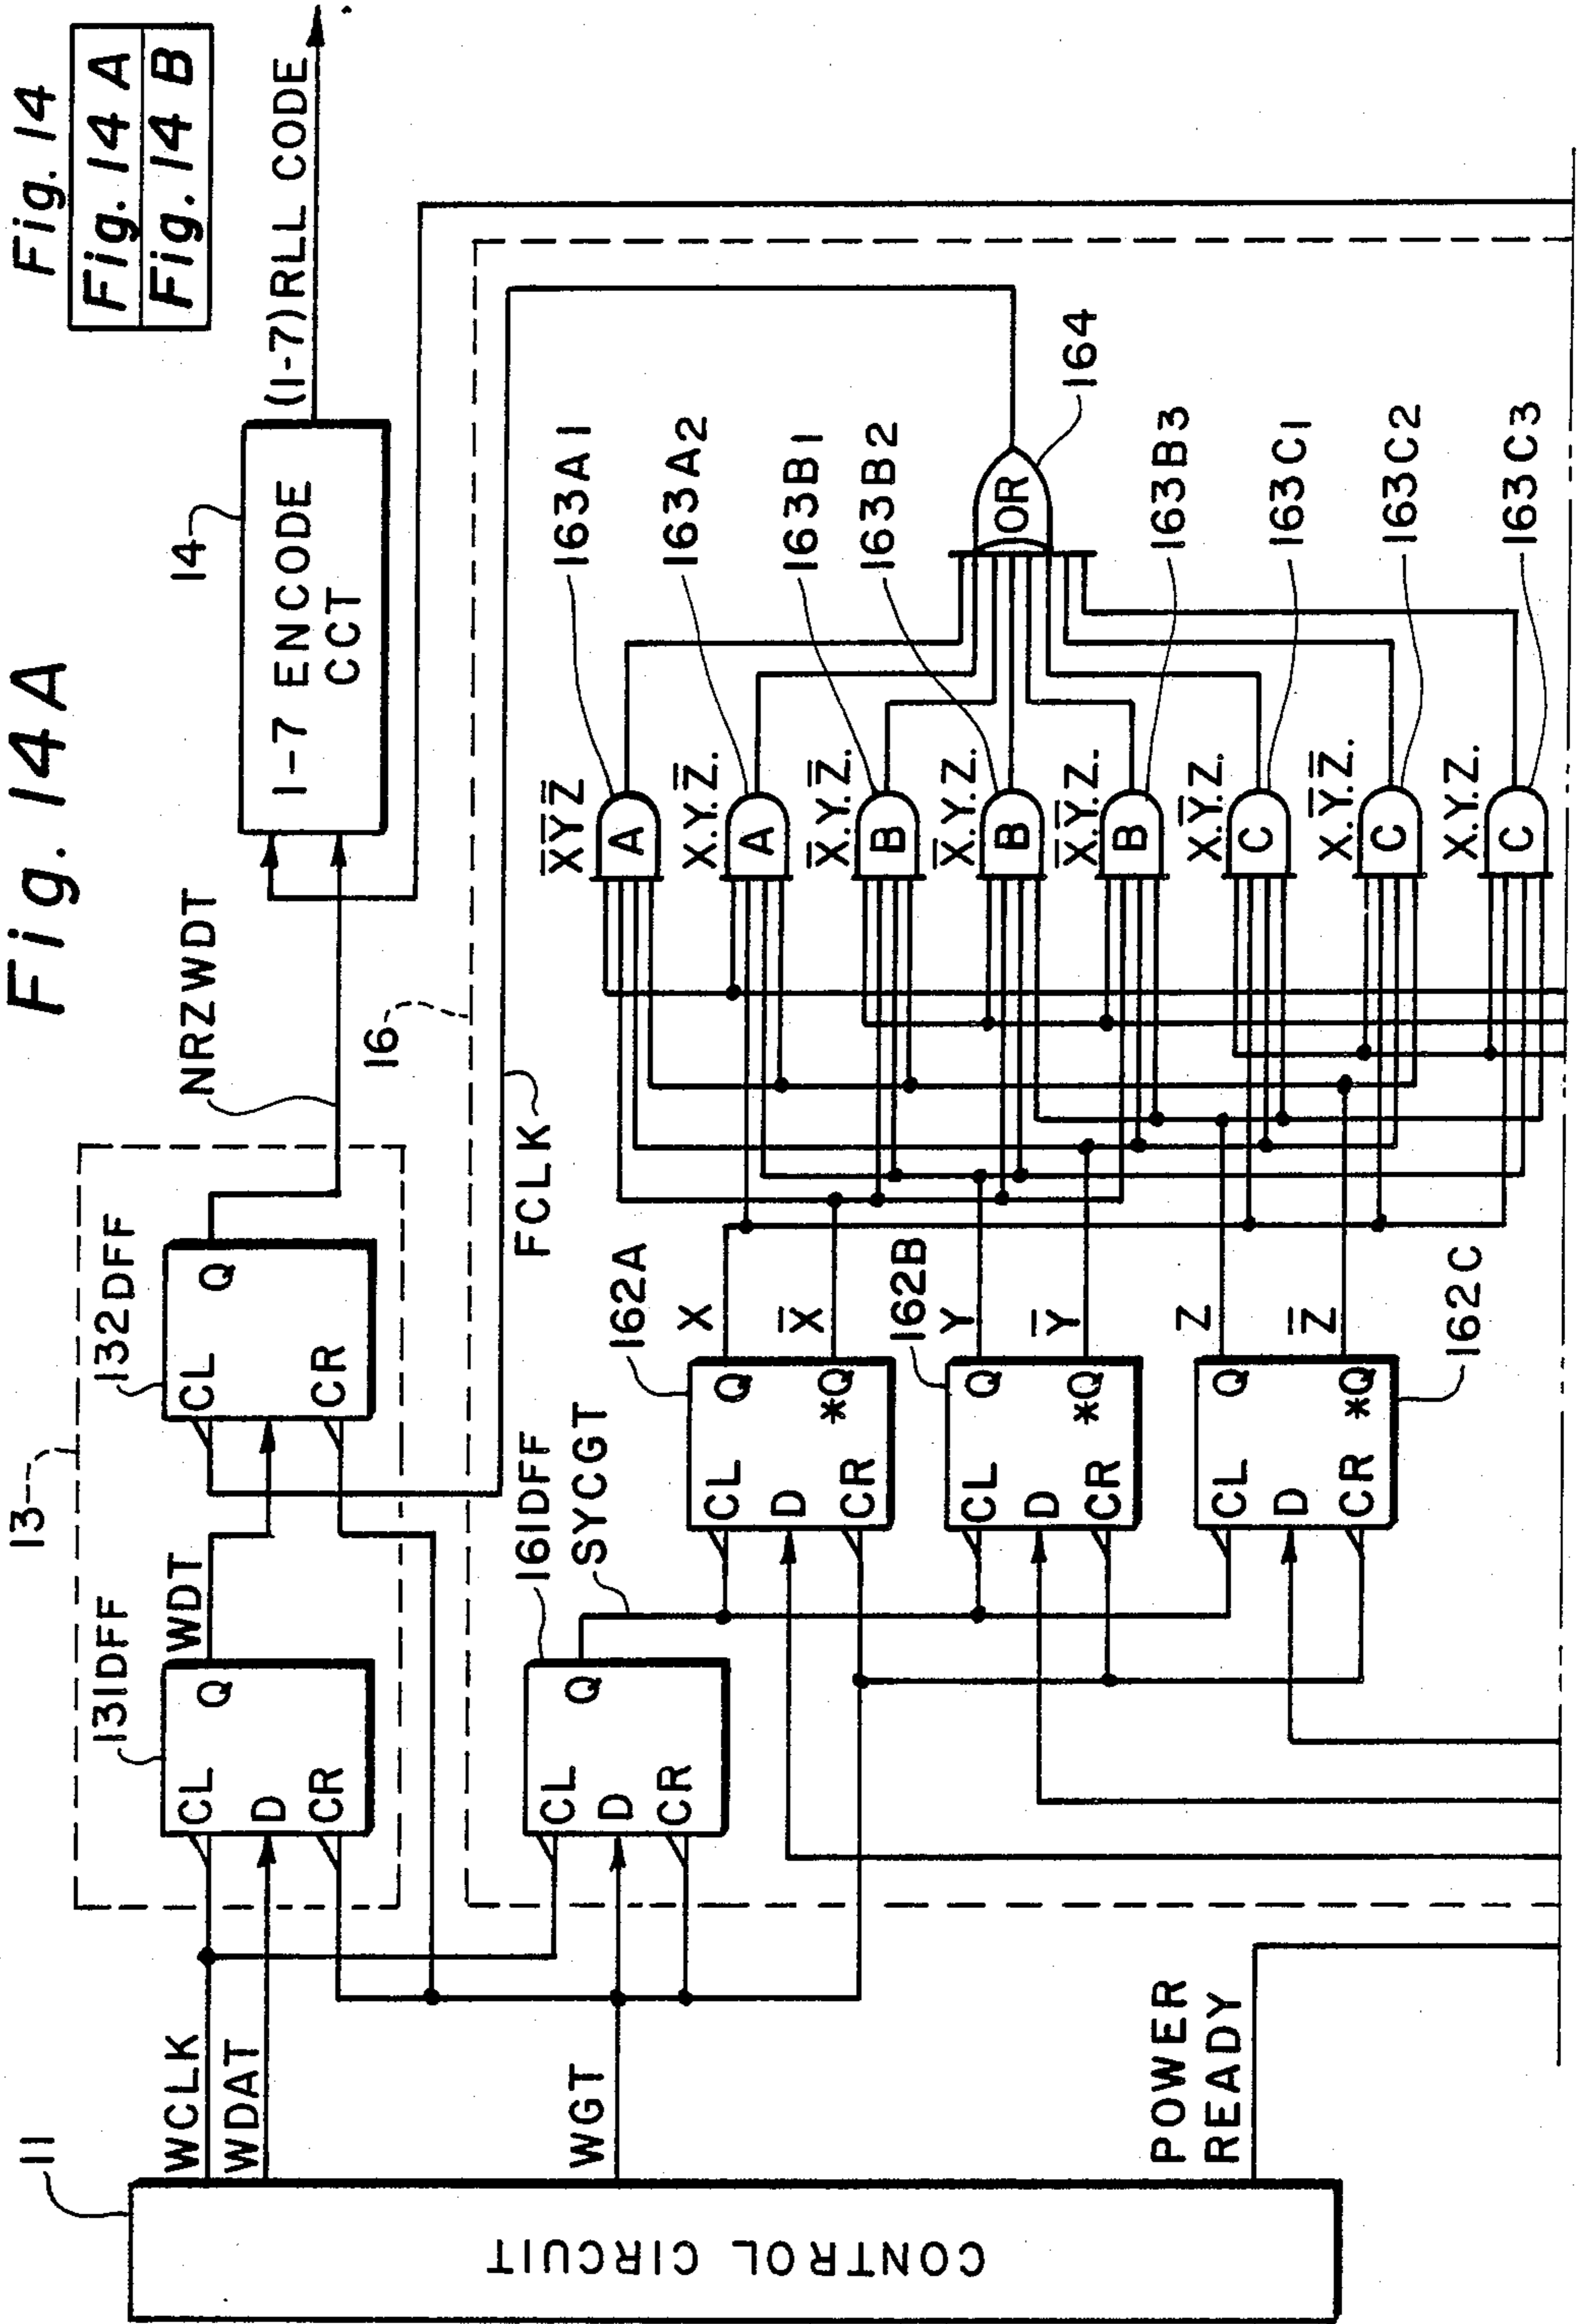 Fig. 14A
Fig. 14
Fig. 14 A
Fig. 14 B
11
CONTROL CIRCUIT
WCLK
WDAT
WGT
POWER
READY
13
131DFF
CL
D
CR
Q
WDT
132DFF
CL
CR
Q
NRZWDT
14
1-7 ENCODE
CCT
(1-7)RLL CODE
16
FCLK
161DFF
CL
D
CR
Q
SYCGT
162A
CL
D
CR
Q
*Q
X
X̅
162B
CL
D
CR
Q
*Q
Y
Y̅
162C
CL
D
CR
Q
*Q
Z
Z̅
X̅Y̅Z̅
A
163A1
X.Y.Z̅.
A
163A2
X̅.Y.Z̅.
B
163B1
X̅.Y.Z.
B
163B2
X̅.Y̅.Z.
B
163B3
X.Y̅.Z.
C
163C1
X.Y̅.Z̅.
C
163C2
X.Y.Z.
C
163C3
OR
164